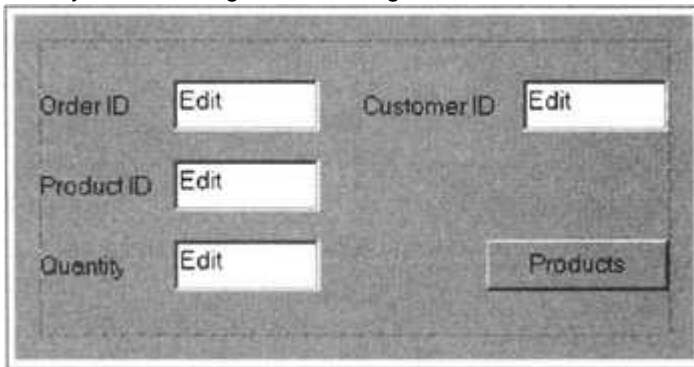 Order ID Edit Customer ID Edit
Product ID Edit
Quantity Edit Products